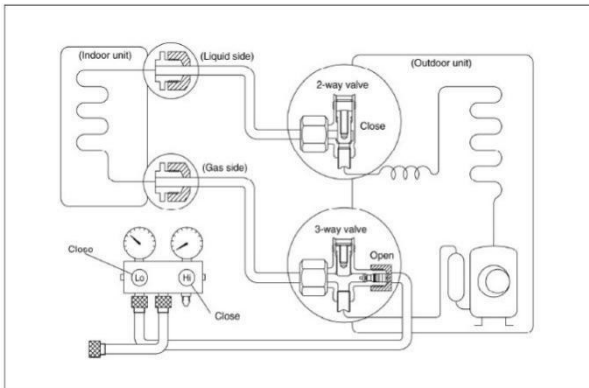 (Indoor unit)
(Liquid side)
(Outdoor unit)
2-way valve
Close
(Gas side)
3-way valve
Open
Close
Lo
Hi
Close